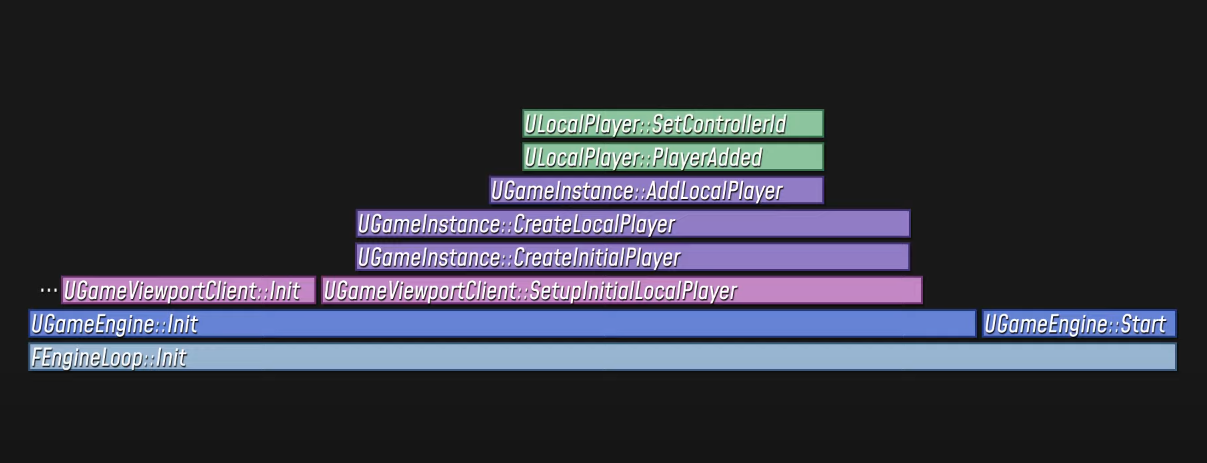 ULocalPlayer::SetControllerId
ULocalPlayer::PlayerAdded
UGameInstance::AddLocalPlayer
UGameInstance::CreateLocalPlayer
UGameInstance::CreateInitialPlayer
... UGameViewportClient::Init UGameViewportClient::SetupInitialLocalPlayer
UGameEngine::Init UGameEngine::Start
FEngineLoop::Init